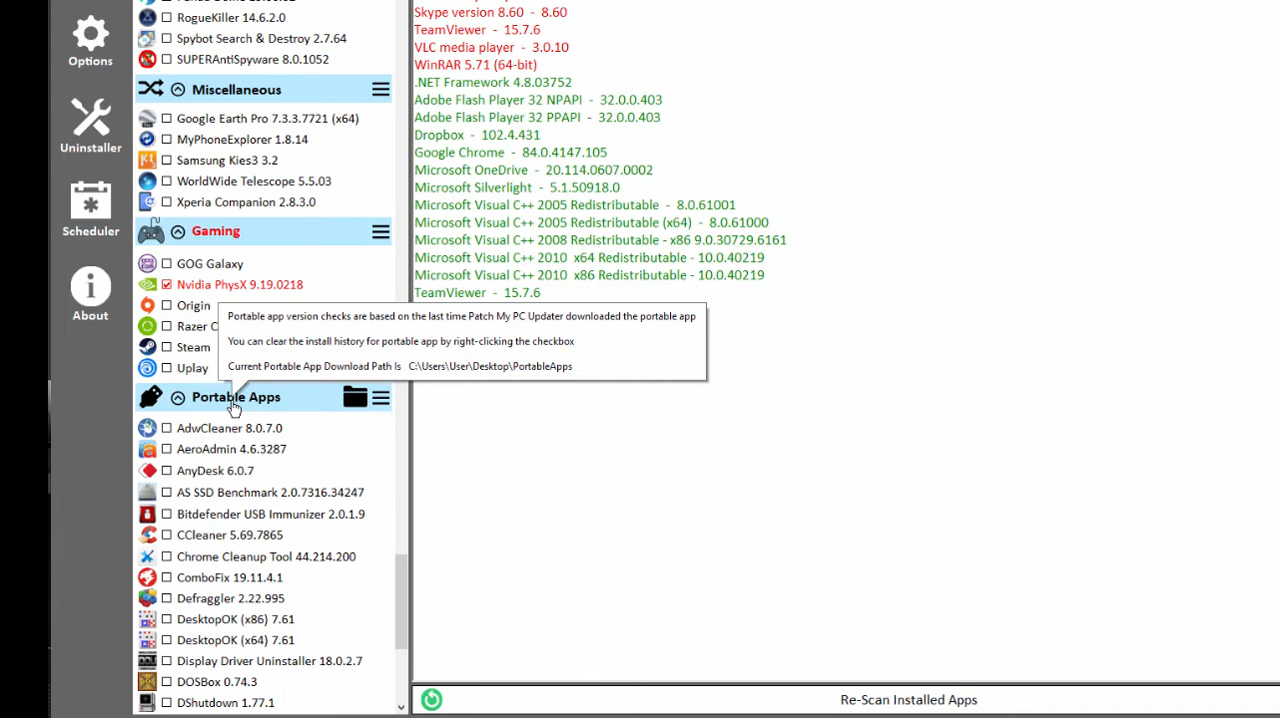 Options
Uninstaller
Scheduler
About
RogueKiller 14.6.2.0
Spybot Search & Destroy 2.7.64
SUPERAntiSpyware 8.0.1052
Miscellaneous
Google Earth Pro 7.3.3.7721 (x64)
MyPhoneExplorer 1.8.14
Samsung Kies3 3.2
WorldWide Telescope 5.5.03
Xperia Companion 2.8.3.0
Gaming
GOG Galaxy
Nvidia PhysX 9.19.0218
Origin
Razer C
Steam
Uplay
Portable app version checks are based on the last time Patch My PC Updater downloaded the portable app
You can clear the install history for portable app by right-clicking the checkbox
Current Portable App Download Path Is C:\Users\User\Desktop\PortableApps
Portable Apps
AdwCleaner 8.0.7.0
AeroAdmin 4.6.3287
AnyDesk 6.0.7
AS SSD Benchmark 2.0.7316.34247
Bitdefender USB Immunizer 2.0.1.9
CCleaner 5.69.7865
Chrome Cleanup Tool 44.214.200
ComboFix 19.11.4.1
Defraggler 2.22.995
DesktopOK (x86) 7.61
DesktopOK (x64) 7.61
Display Driver Uninstaller 18.0.2.7
DOSBox 0.74.3
DShutdown 1.77.1
Skype version 8.60 - 8.60
TeamViewer - 15.7.6
VLC media player - 3.0.10
WinRAR 5.71 (64-bit)
.NET Framework 4.8.03752
Adobe Flash Player 32 NPAPI - 32.0.0.403
Adobe Flash Player 32 PPAPI - 32.0.0.403
Dropbox - 102.4.431
Google Chrome - 84.0.4147.105
Microsoft OneDrive - 20.114.0607.0002
Microsoft Silverlight - 5.1.50918.0
Microsoft Visual C++ 2005 Redistributable - 8.0.61001
Microsoft Visual C++ 2005 Redistributable (x64) - 8.0.61000
Microsoft Visual C++ 2008 Redistributable - x86 9.0.30729.6161
Microsoft Visual C++ 2010 x64 Redistributable - 10.0.40219
Microsoft Visual C++ 2010 x86 Redistributable - 10.0.40219
TeamViewer - 15.7.6
Re-Scan Installed Apps